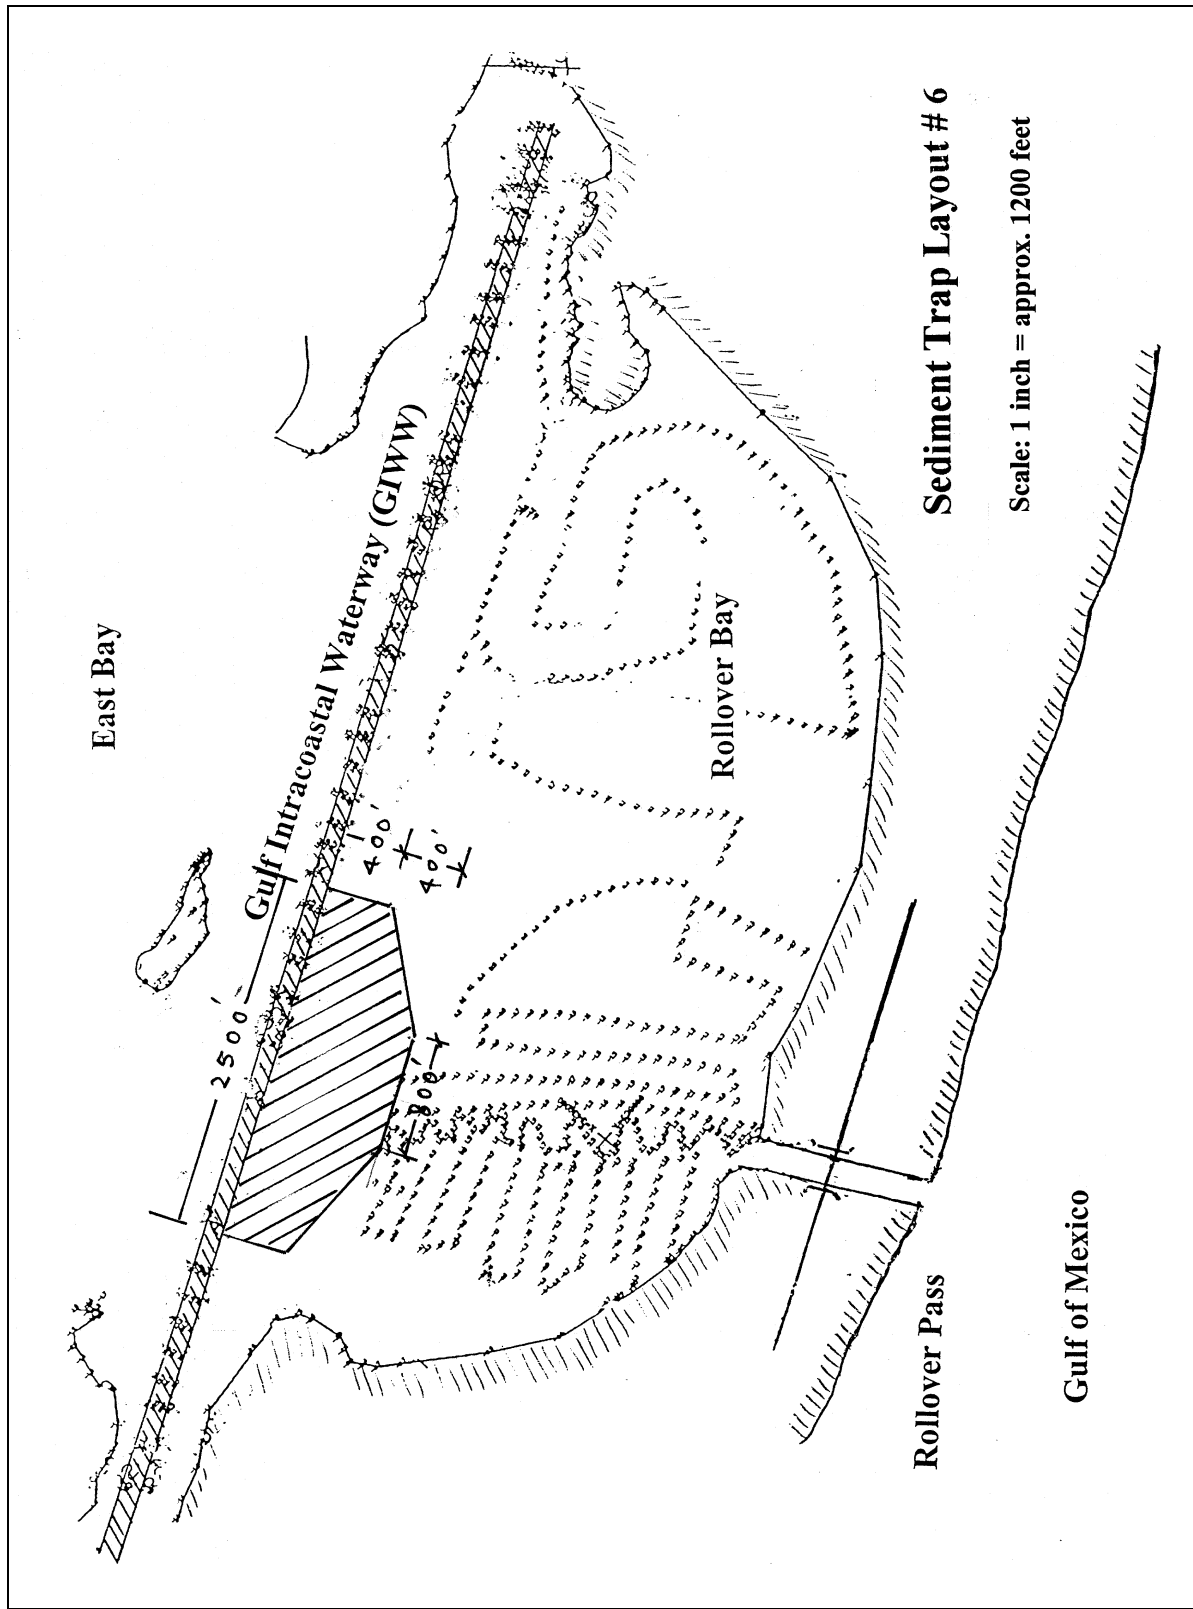 East Bay
Gulf Intracoastal Waterway (GIWW)
2500'
400'
400'
800'
Rollover Bay
Rollover Pass
Gulf of Mexico
Sediment Trap Layout # 6
Scale: 1 inch = approx. 1200 feet